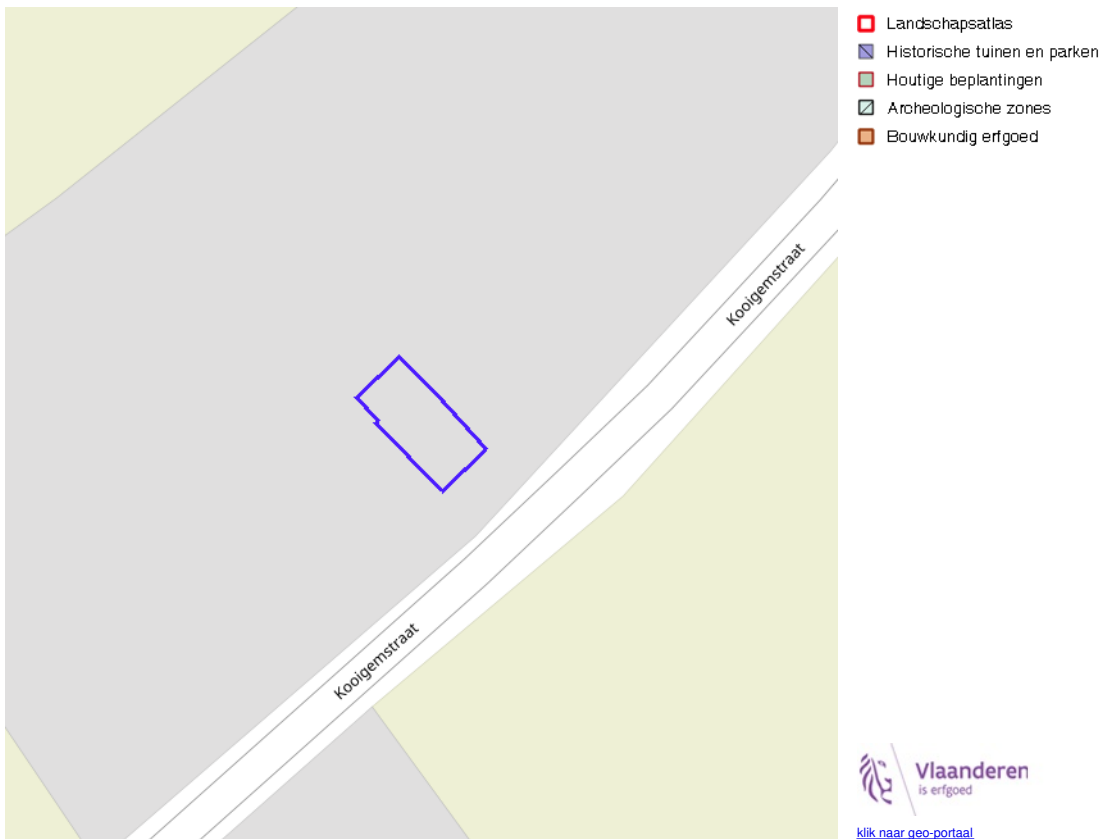 Landschapsatlas
Historische tuinen en parken
Houtige beplantingen
Archeologische zones
Bouwkundig erfgoed
Kooigemstraat
Kooigemstraat
Vlaanderen
is erfgoed
klik naar geo-portaal